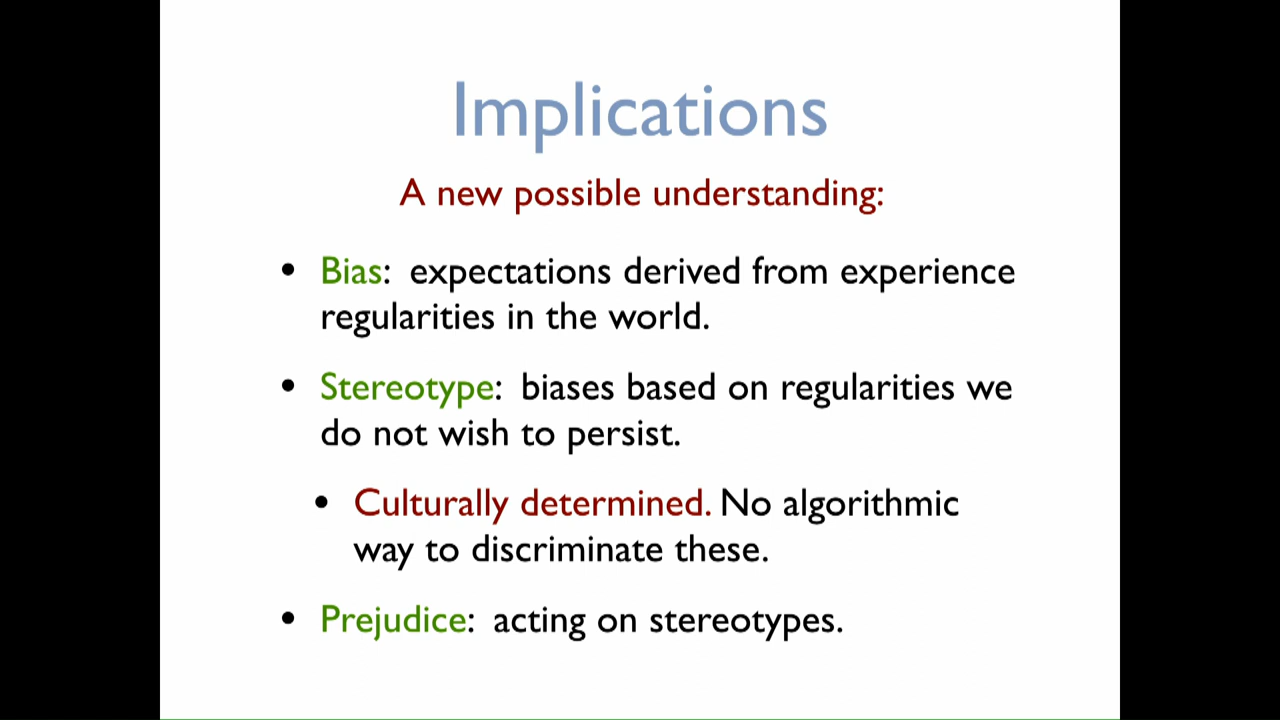 Implications
A new possible understanding:
• Bias: expectations derived from experience
regularities in the world.
• Stereotype: biases based on regularities we
do not wish to persist.
• Culturally determined. No algorithmic
way to discriminate these.
• Prejudice: acting on stereotypes.